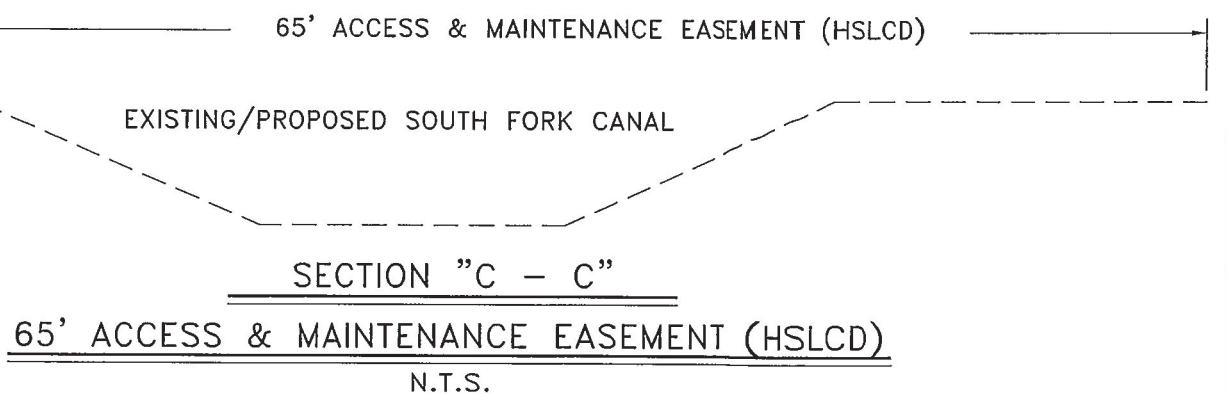 65' ACCESS & MAINTENANCE EASEMENT (HSLCD)
EXISTING/PROPOSED SOUTH FORK CANAL
SECTION "C - C"
65' ACCESS & MAINTENANCE EASEMENT (HSLCD)
N.T.S.